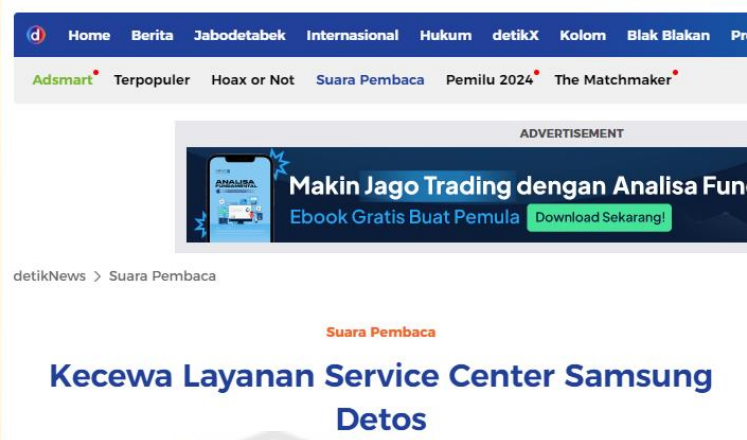 d Home Berita Jabodetabek Internasional Hukum detikX Kolom Blak Blakan
Adsmart Terpopuler Hoax or Not Suara Pembaca Pemilu 2024 The Matchmaker
ADVERTISEMENT
ANALISA
FUNDAMENTAL
Makin Jago Trading dengan Analisa
Ebook Gratis Buat Pemula Download Sekarang!
detikNews > Suara Pembaca
Suara Pembaca
Kecewa Layanan Service Center Samsung
Detos